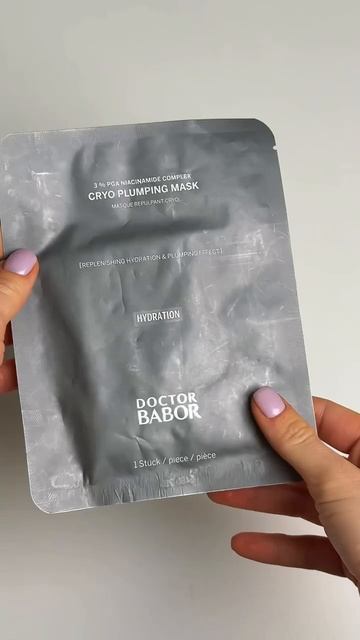 3 % PGA NIACINAMIDE COMPLEX
CRYO PLUMPING MASK
MASQUE REPULPANT CRYO
[REPLENISHING HYDRATION & PLUMPING EFFECT]
HYDRATION
DOCTOR
BABOR
1 Stück / piece / pièce